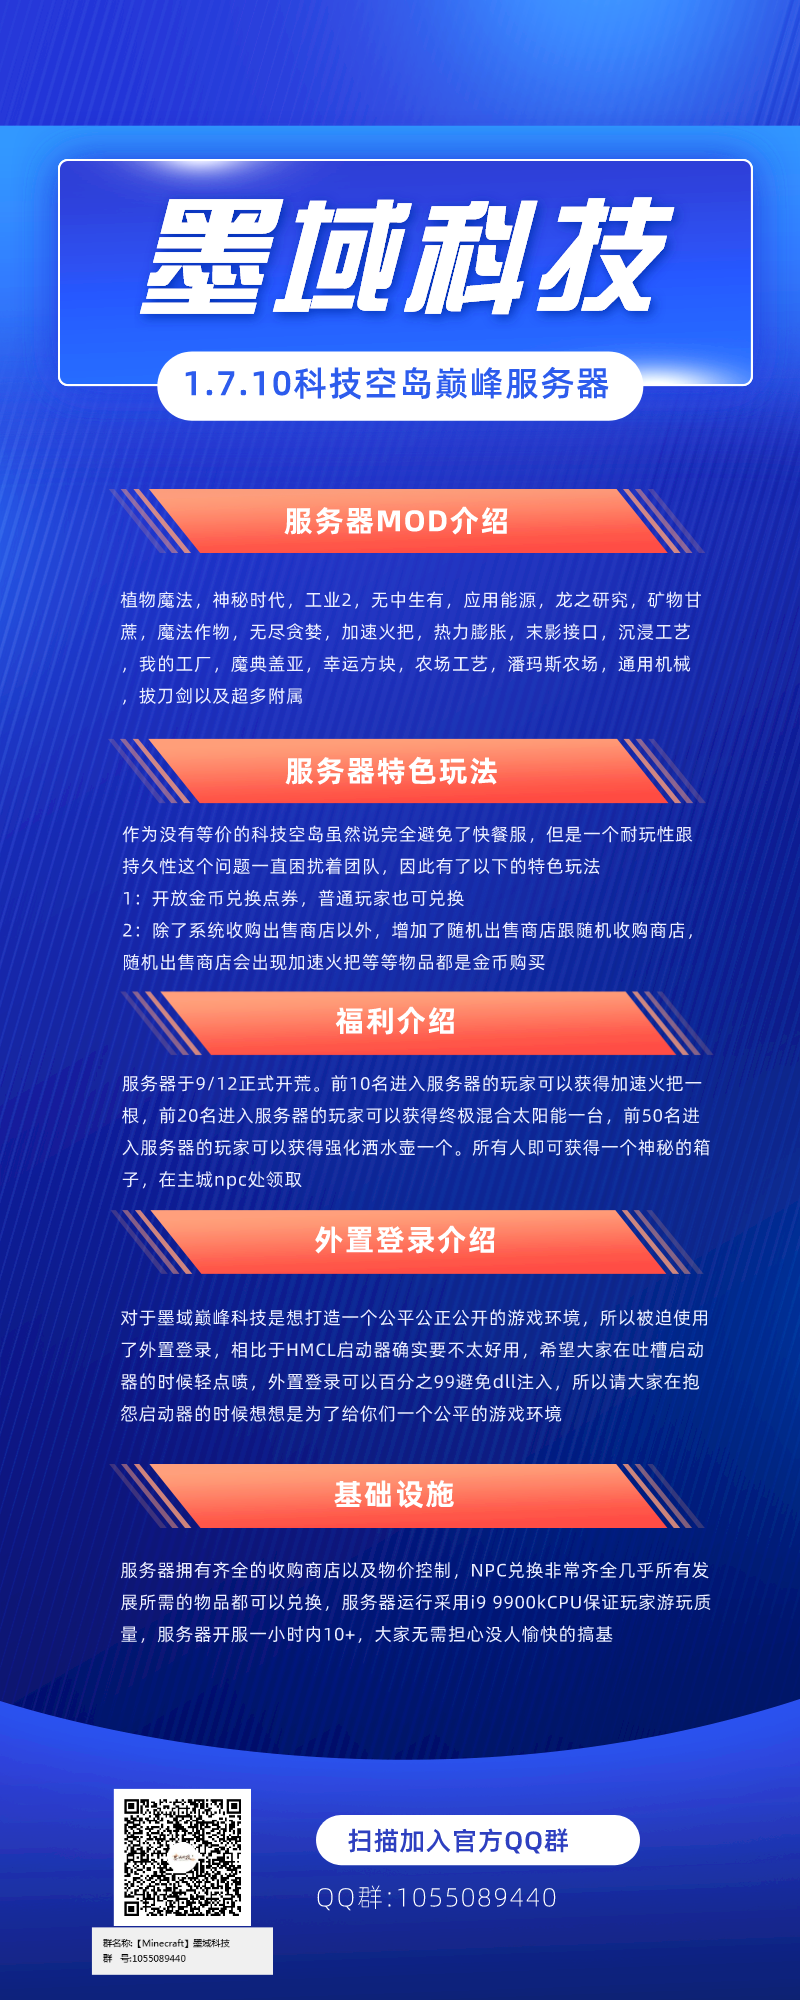 墨域科技
1.7.10科技空岛巅峰服务器
服务器MOD介绍
植物魔法，神秘时代，工业2，无中生有，应用能源，龙之研究，矿物甘
蔗，魔法作物，无尽贪婪，加速火把，热力膨胀，末影接口，沉浸工艺
，我的工厂，魔典盖亚，幸运方块，农场工艺，潘玛斯农场，通用机械
，拔刀剑以及超多附属
服务器特色玩法
作为没有等价的科技空岛虽然说完全避免了快餐服，但是一个耐玩性跟
持久性这个问题一直困扰着团队，因此有了以下的特色玩法
1：开放金币兑换点券，普通玩家也可兑换
2：除了系统收购出售商店以外，增加了随机出售商店跟随机收购商店，
随机出售商店会出现加速火把等等物品都是金币购买
福利介绍
服务器于9/12正式开荒。前10名进入服务器的玩家可以获得加速火把一
根，前20名进入服务器的玩家可以获得终极混合太阳能一台，前50名进
入服务器的玩家可以获得强化洒水壶一个。所有人即可获得一个神秘的箱
子，在主城npc处领取
外置登录介绍
对于墨域巅峰科技是想打造一个公平公正公开的游戏环境，所以被迫使用
了外置登录，相比于HMCL启动器确实要不太好用，希望大家在吐槽启动
器的时候轻点喷，外置登录可以百分之99避免dll注入，所以请大家在抱
怨启动器的时候想想是为了给你们一个公平的游戏环境
基础设施
服务器拥有齐全的收购商店以及物价控制，NPC兑换非常齐全几乎所有发
展所需的物品都可以兑换，服务器运行采用i9 9900kCPU保证玩家游玩质
量，服务器开服一小时内10+，大家无需担心没人愉快的搞基
扫描加入官方QQ群
QQ群:1055089440
群名称:【Minecraft】墨域科技
群 号:1055089440